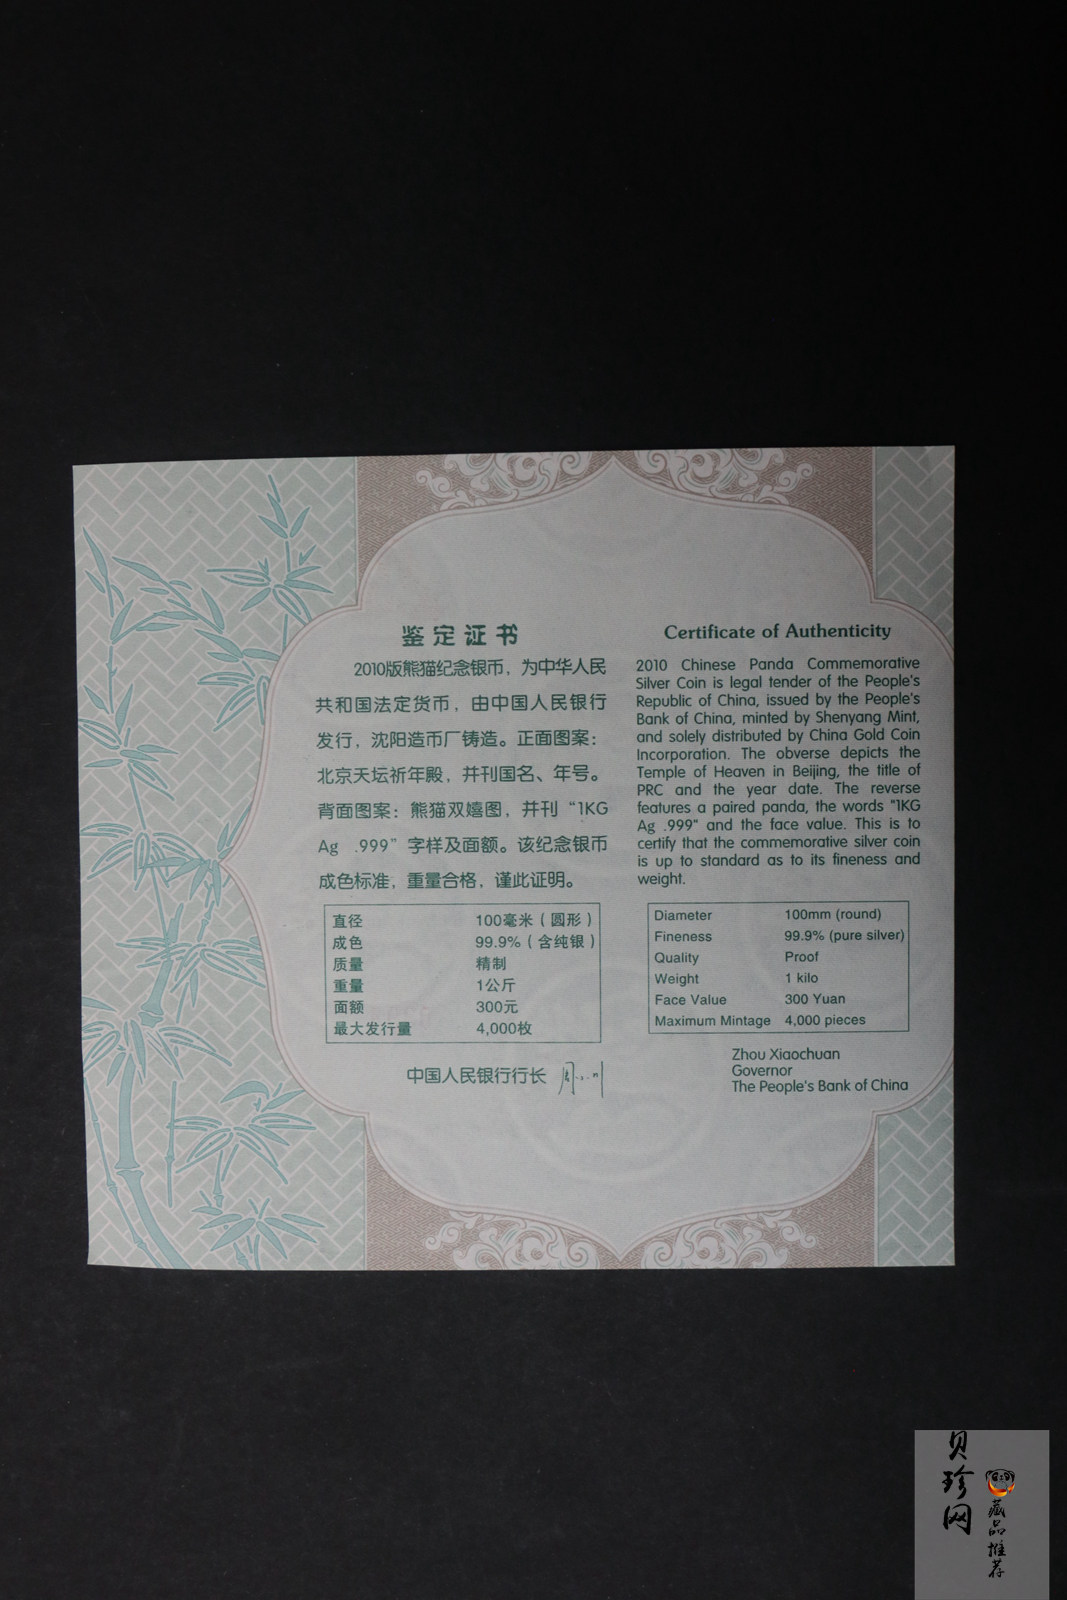 鉴定证书
2010版熊猫纪念银币，为中华人民
共和国法定货币，由中国人民银行
发行，沈阳造币厂铸造。正面图案：
北京天坛祈年殿，并刊国名、年号。
背面图案：熊猫双嬉图，并刊“1KG
Ag .999”字样及面额。该纪念银币
成色标准，重量合格，谨此证明。
直径 100毫米（圆形）
成色 99.9%（含纯银）
质量 精制
重量 1公斤
面额 300元
最大发行量 4,000枚
中国人民银行行长
Certificate of Authenticity
2010 Chinese Panda Commemorative
Silver Coin is legal tender of the People's
Republic of China, issued by the People's
Bank of China, minted by Shenyang Mint,
and solely distributed by China Gold Coin
Incorporation. The obverse depicts the
Temple of Heaven in Beijing, the title of
PRC and the year date. The reverse
features a paired panda, the words "1KG
Ag .999" and the face value. This is to
certify that the commemorative silver coin
is up to standard as to its fineness and
weight.
Diameter 100mm (round)
Fineness 99.9% (pure silver)
Quality Proof
Weight 1 kilo
Face Value 300 Yuan
Maximum Mintage 4,000 pieces
Zhou Xiaochuan
Governor
The People's Bank of China
贝珍网
藏品推荐